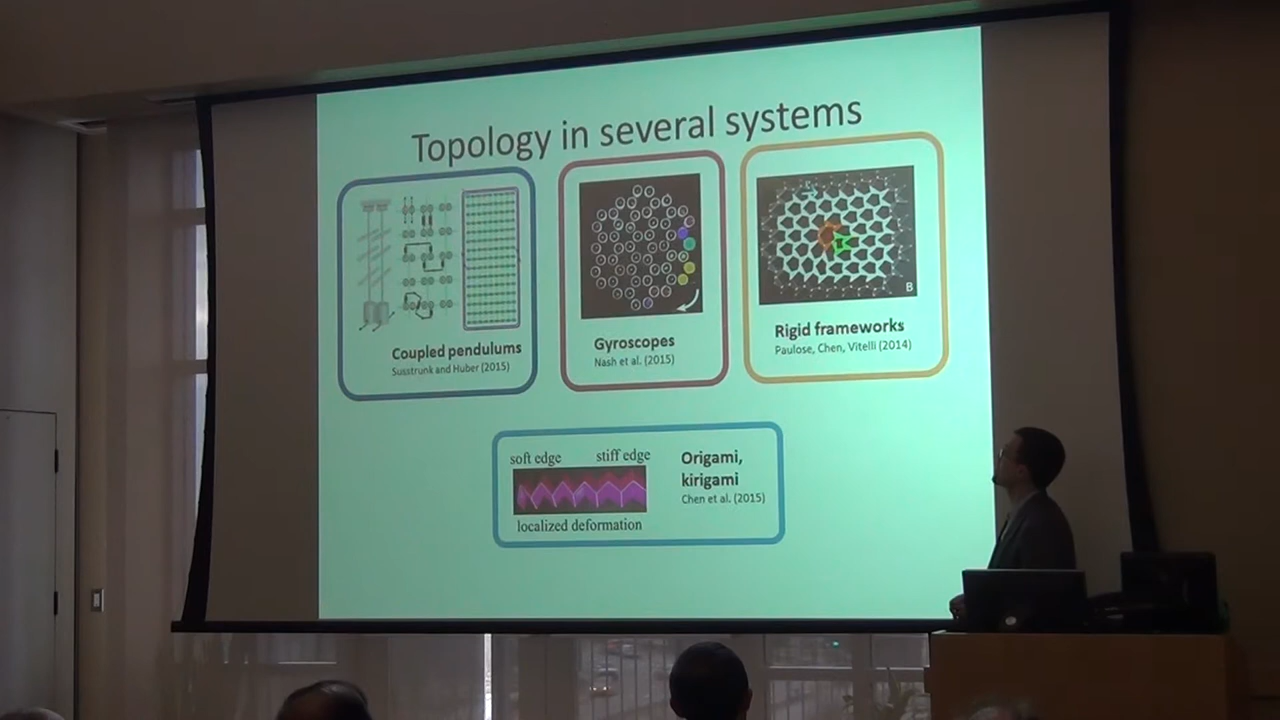 Topology in several systems
Coupled pendulums
Susstrunk and Huber (2015)
Gyroscopes
Nash et al. (2015)
B
Rigid frameworks
Paulose, Chen, Vitelli (2014)
soft edge
stiff edge
localized deformation
Origami,
kirigami
Chen et al. (2015)